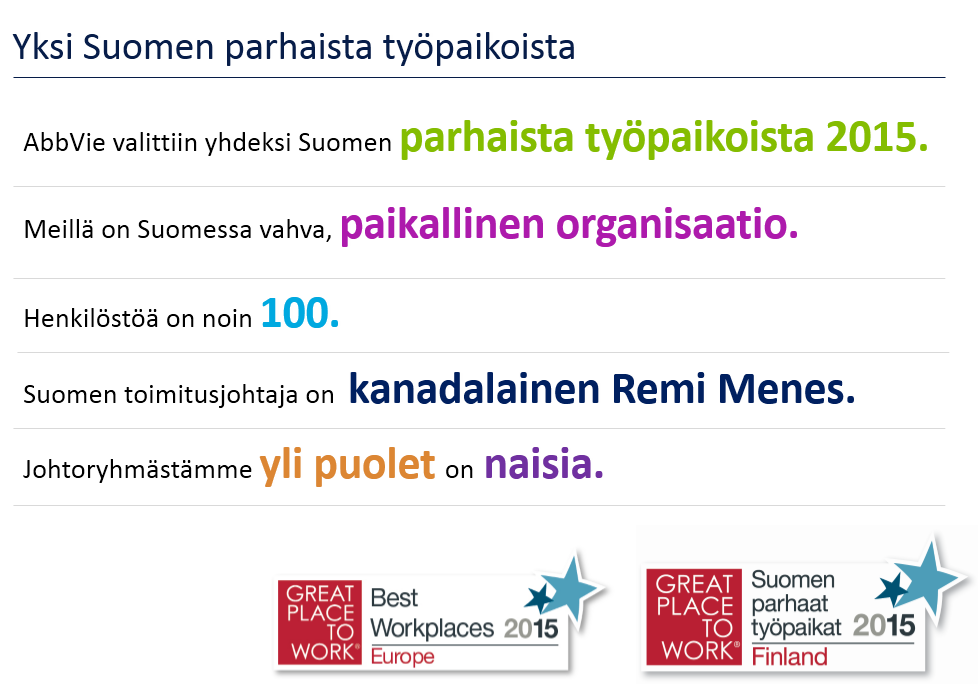 Yksi Suomen parhaista työpaikoista
AbbVie valittiin yhdeksi Suomen parhaista työpaikoista 2015.
Meillä on Suomessa vahva, paikallinen organisaatio.
Henkilöstöä on noin 100.
Suomen toimitusjohtaja on kanadalainen Remi Menes.
Johtoryhmästämme yli puolet on naisia.
GREAT
PLACE
TO
WORK®
Best
Workplaces 2015
Europe
GREAT
PLACE
TO
WORK®
Suomen
parhaat
työpaikat 2015
Finland